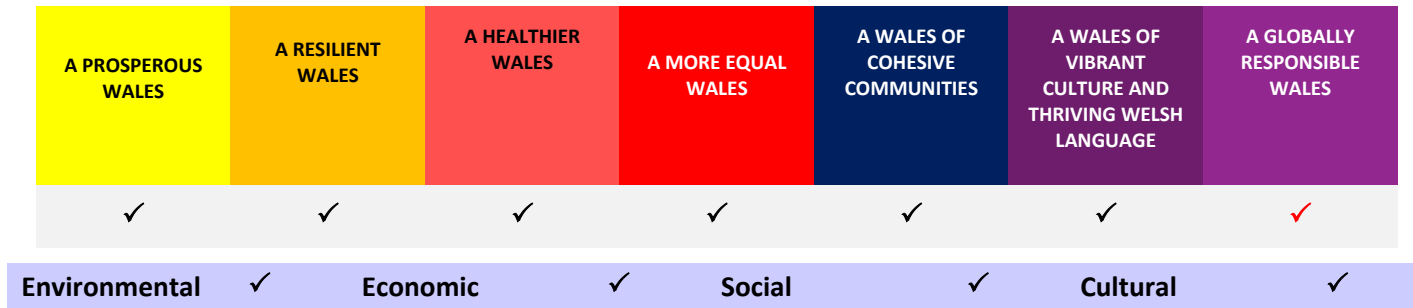 A PROSPEROUS
WALES
A RESILIENT
WALES
A HEALTHIER
WALES
A MORE EQUAL
WALES
A WALES OF
COHESIVE
COMMUNITIES
A WALES OF
VIBRANT
CULTURE AND
THRIVING WELSH
LANGUAGE
A GLOBALLY
RESPONSIBLE
WALES
✓ ✓ ✓ ✓ ✓ ✓ ✓
Environmental ✓ Economic ✓ Social ✓ Cultural ✓